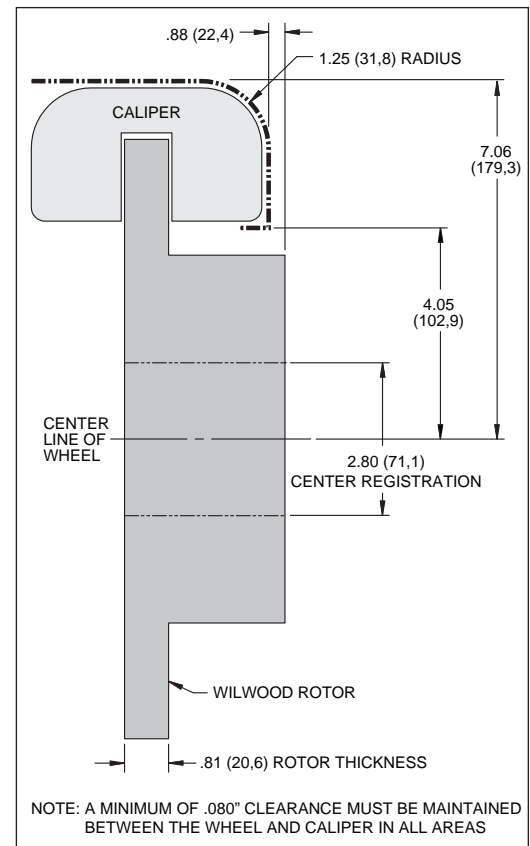 .88 (22,4)
1.25 (31,8) RADIUS
CALIPER
7.06
(179,3)
4.05
(102,9)
CENTER
LINE OF
WHEEL
2.80 (71,1)
CENTER REGISTRATION
WILWOOD ROTOR
.81 (20,6) ROTOR THICKNESS
NOTE: A MINIMUM OF .080" CLEARANCE MUST BE MAINTAINED
BETWEEN THE WHEEL AND CALIPER IN ALL AREAS